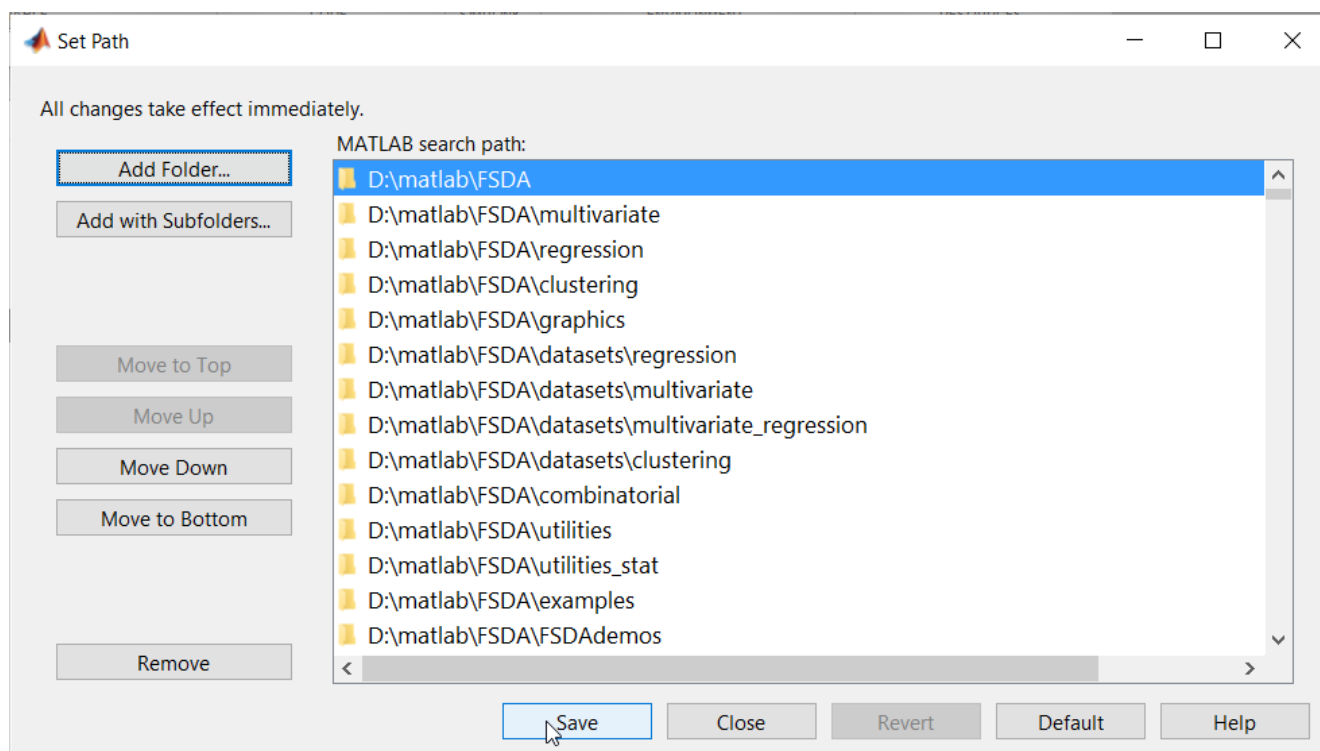 Set Path
All changes take effect immediately.
MATLAB search path:
Add Folder...
Add with Subfolders...
Move to Top
Move Up
Move Down
Move to Bottom
Remove
D:\matlab\FSDA
D:\matlab\FSDA\multivariate
D:\matlab\FSDA\regression
D:\matlab\FSDA\clustering
D:\matlab\FSDA\graphics
D:\matlab\FSDA\datasets\regression
D:\matlab\FSDA\datasets\multivariate
D:\matlab\FSDA\datasets\multivariate_regression
D:\matlab\FSDA\datasets\clustering
D:\matlab\FSDA\combinatorial
D:\matlab\FSDA\utilities
D:\matlab\FSDA\utilities_stat
D:\matlab\FSDA\examples
D:\matlab\FSDA\FSDAdemos
Save Close Revert Default Help